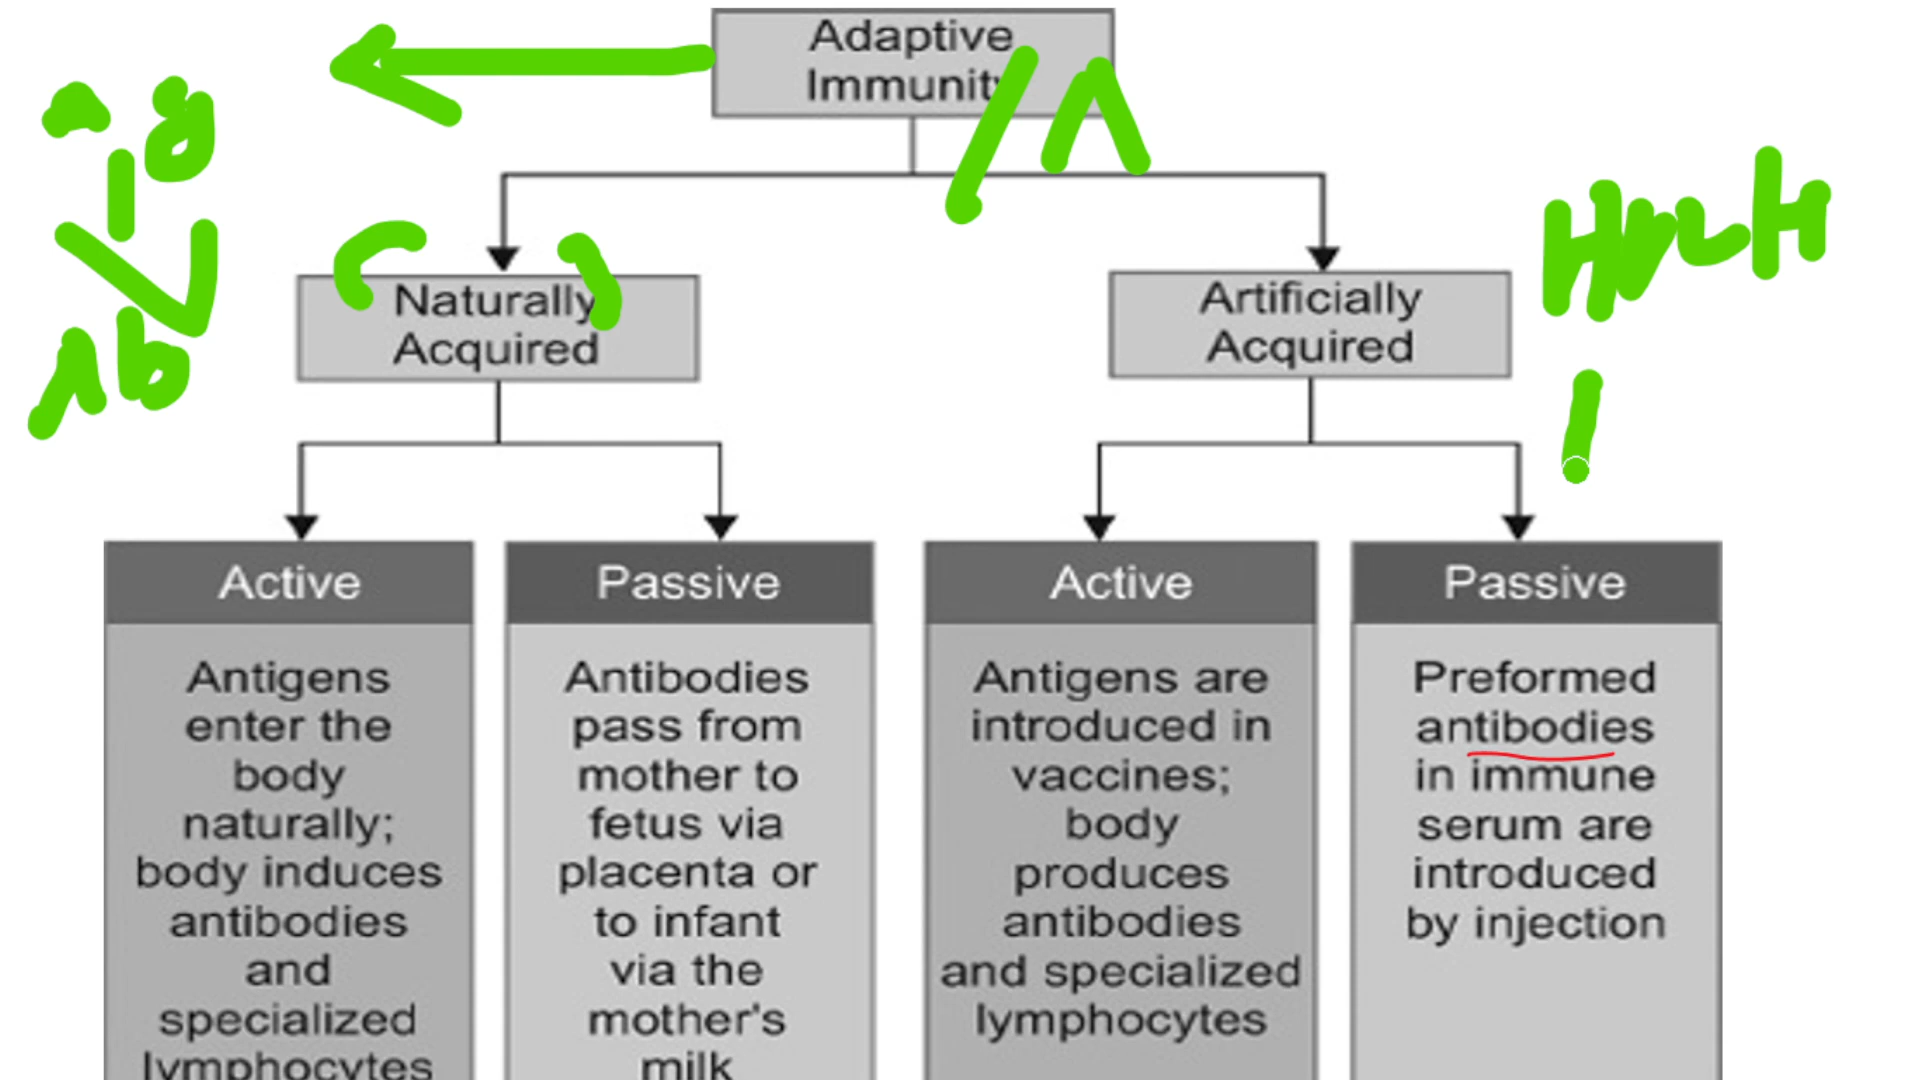 Adaptive
Immunity
Ag
Ab
Naturally
Acquired
Artificially
Acquired
Active
Antigens
enter the
body
naturally;
body induces
antibodies
and
specialized
lymphocytes
Passive
Antibodies
pass from
mother to
fetus via
placenta or
to infant
via the
mother's
milk
Active
Antigens are
introduced in
vaccines;
body
produces
antibodies
and specialized
lymphocytes
Passive
Preformed
antibodies
in immune
serum are
introduced
by injection